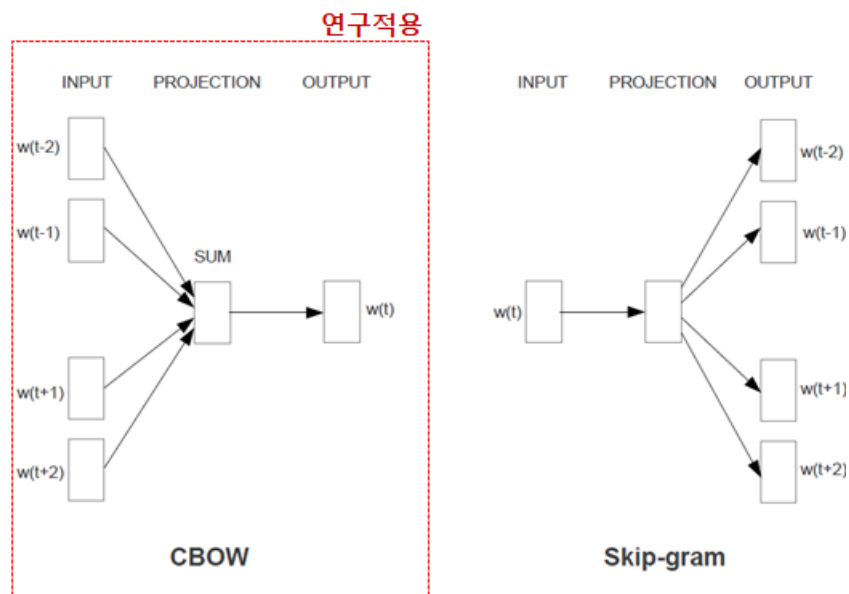 연구적용
INPUT PROJECTION OUTPUT
w(t-2)
w(t-1)
SUM
w(t)
w(t+1)
w(t+2)
CBOW
INPUT PROJECTION OUTPUT
w(t-2)
w(t-1)
w(t)
w(t+1)
w(t+2)
Skip-gram